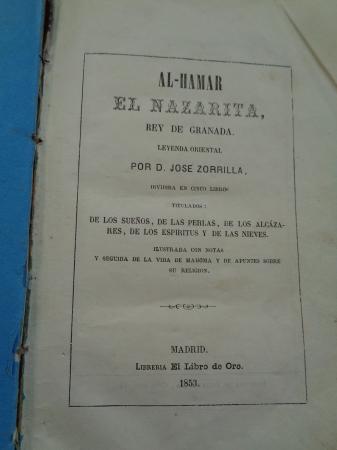 AL-HAMAR
EL NAZARITA,
REY DE GRANADA.
LEYENDA ORIENTAL
POR D. JOSE ZORRILLA,
DIVIDIDA EN CINCO LIBROS
TITULADOS:
DE LOS SUEÑOS, DE LAS PERLAS, DE LOS ALCÁZA-
RES, DE LOS ESPIRITUS Y DE LAS NIEVES.
ILUSTRADA CON NOTAS
Y SEGUIDA DE LA VIDA DE MAHOMA Y DE APUNTES SOBRE
SU RELIGION.
MADRID.
LIBRERIA El Libro de Oro.
1853.